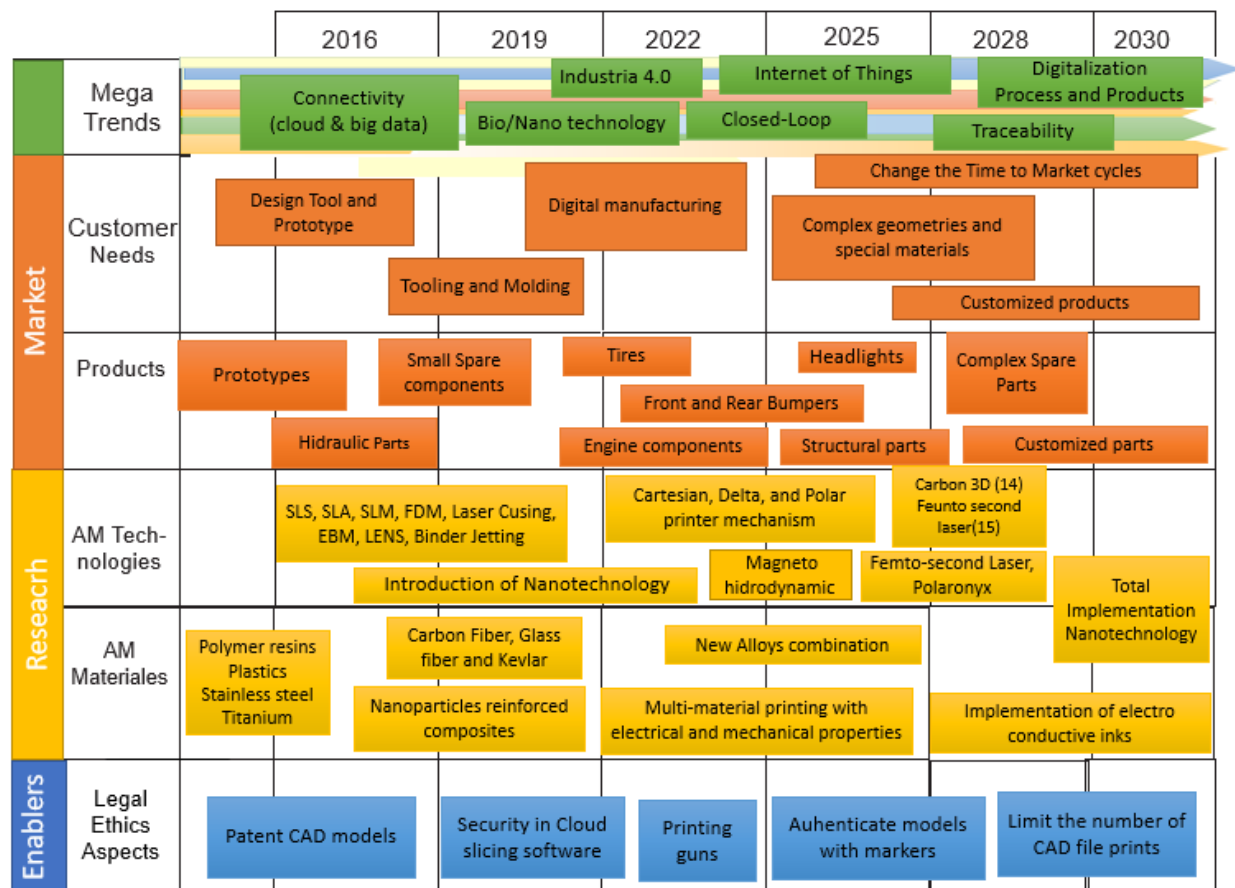 2016 2019 2022 2025 2028 2030
Mega
Trends
Connectivity
(cloud & big data)
Industria 4.0
Bio/Nano technology
Internet of Things
Closed-Loop
Digitalization
Process and Products
Traceability
Market
Customer
Needs
Design Tool and
Prototype
Tooling and Molding
Digital manufacturing
Change the Time to Market cycles
Complex geometries and
special materials
Customized products
Products
Prototypes
Hidraulic Parts
Small Spare
components
Tires
Front and Rear Bumpers
Engine components
Headlights
Structural parts
Complex Spare
Parts
Customized parts
Reseacrh
AM Tech-
nologies
SLS, SLA, SLM, FDM, Laser Cusing,
EBM, LENS, Binder Jetting
Introduction of Nanotechnology
Cartesian, Delta, and Polar
printer mechanism
Magneto
hidrodynamic
Carbon 3D (14)
Feunto second
laser(15)
Femto-second Laser,
Polaronyx
Total
Implementation
Nanotechnology
AM
Materiales
Polymer resins
Plastics
Stainless steel
Titanium
Carbon Fiber, Glass
fiber and Kevlar
Nanoparticles reinforced
composites
New Alloys combination
Multi-material printing with
electrical and mechanical properties
Implementation of electro
conductive inks
Enablers
Legal
Ethics
Aspects
Patent CAD models
Security in Cloud
slicing software
Printing
guns
Auhenticate models
with markers
Limit the number of
CAD file prints